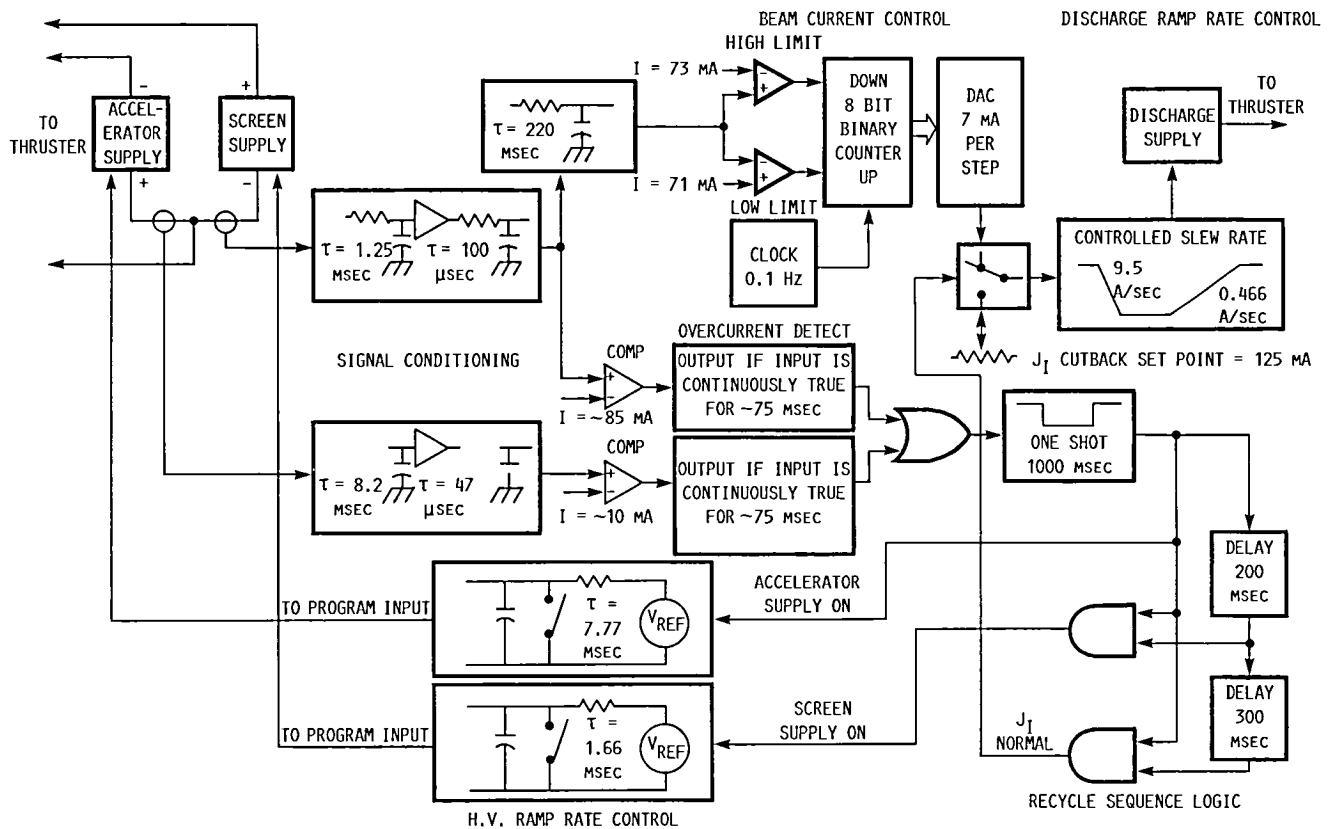 BEAM CURRENT CONTROL
DISCHARGE RAMP RATE CONTROL
HIGH LIMIT
I = 73 MA
-
+
DOWN
8 BIT
BINARY
COUNTER
UP
DAC
7 MA
PER
STEP
TO
THRUSTER
DISCHARGE
SUPPLY
-
+
TO
THRUSTER
ACCEL-
ERATOR
SUPPLY
SCREEN
SUPPLY
+
-
τ = 220
MSEC
-
+
I = 71 MA
LOW LIMIT
CLOCK
0.1 Hz
τ = 1.25
MSEC
τ = 100
μSEC
CONTROLLED SLEW RATE
9.5
A/SEC
0.466
A/SEC
SIGNAL CONDITIONING
COMP
+
-
I = ~85 MA
OVERCURRENT DETECT
OUTPUT IF INPUT IS
CONTINUOUSLY TRUE
FOR ~75 MSEC
J_I CUTBACK SET POINT = 125 MA
τ = 8.2
MSEC
τ = 47
μSEC
COMP
+
-
I = ~10 MA
OUTPUT IF INPUT IS
CONTINUOUSLY TRUE
FOR ~75 MSEC
ONE SHOT
1000 MSEC
DELAY
200
MSEC
TO PROGRAM INPUT
τ =
7.77
MSEC
V_REF
ACCELERATOR
SUPPLY ON
TO PROGRAM INPUT
τ =
1.66
MSEC
V_REF
SCREEN
SUPPLY ON
J_I
NORMAL
DELAY
300
MSEC
RECYCLE SEQUENCE LOGIC
H.V. RAMP RATE CONTROL